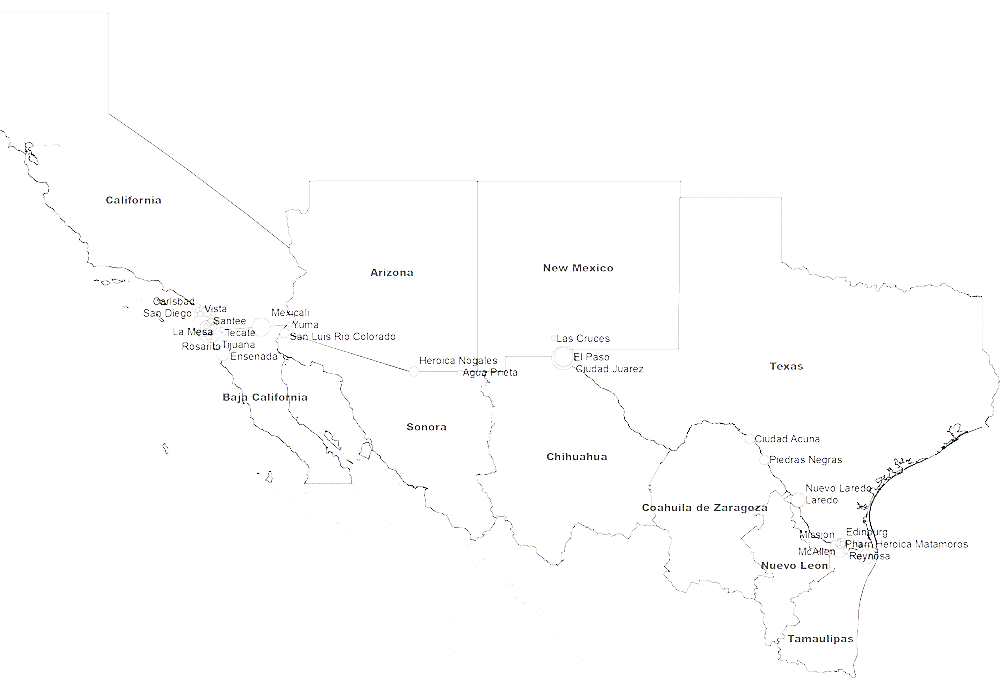 California
Arizona
New Mexico
Carlsbad
Vista
San Diego
Santee
Mexicali
Yuma
La Mesa
Tecate
San Luis Rio Colorado
Rosarito
Tijuana
Ensenada
Las Cruces
El Paso
Ciudad Juarez
Heroica Nogales
Agua Prieta
Texas
Baja California
Sonora
Chihuahua
Ciudad Acuna
Piedras Negras
Nuevo Laredo
Laredo
Coahuila de Zaragoza
Mission
Edinburg
Pharr
Heroica Matamoros
McAllen
Reynosa
Nuevo Leon
Tamaulipas